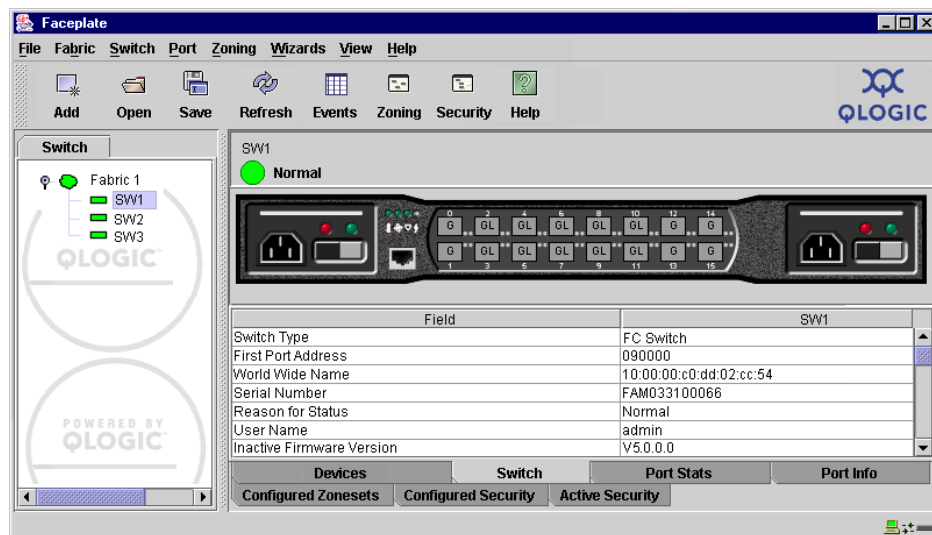 Faceplate
File Fabric Switch Port Zoning Wizards View Help
Add Open Save Refresh Events Zoning Security Help
QLOGIC
Switch
Fabric 1
SW1
SW2
SW3
QLOGIC
POWERED BY
QLOGIC
SW1
Normal
0 2 4 6 8 10 12 14
G GL GL GL GL GL G G
G GL GL GL GL GL G G
1 3 5 7 9 11 13 15
Field SW1
Switch Type FC Switch
First Port Address 090000
World Wide Name 10:00:00:c0:dd:02:cc:54
Serial Number FAM033100066
Reason for Status Normal
User Name admin
Inactive Firmware Version V5.0.0.0
Devices Switch Port Stats Port Info
Configured Zonesets Configured Security Active Security